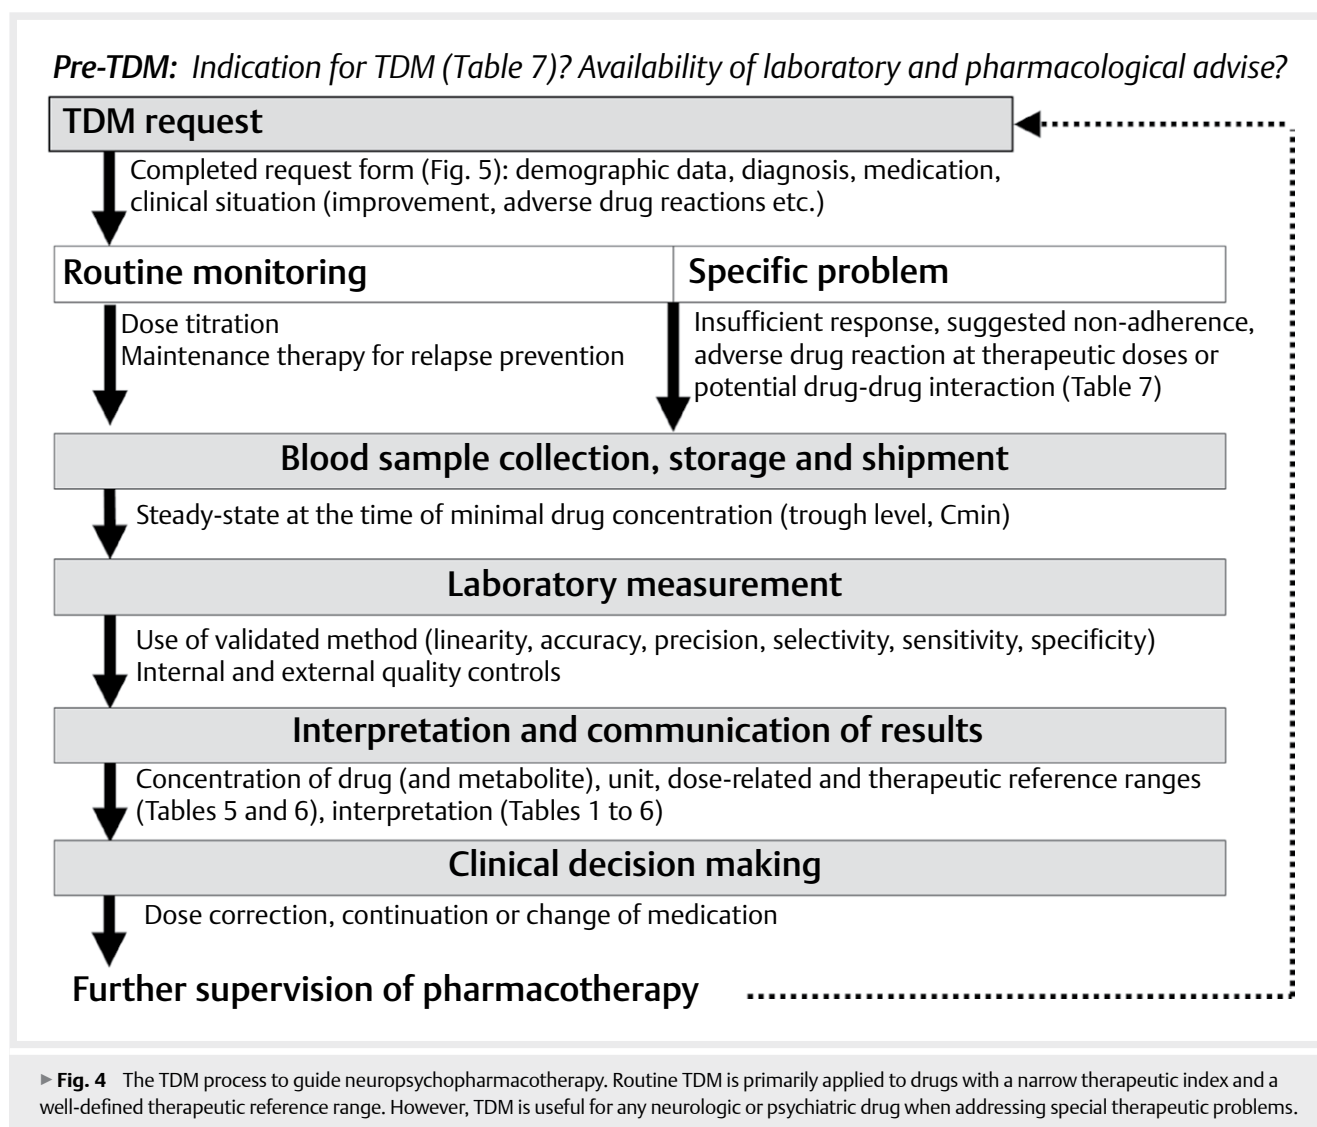 Pre-TDM: Indication for TDM (Table 7)? Availability of laboratory and pharmacological advise?
TDM request
Completed request form (Fig. 5): demographic data, diagnosis, medication,
clinical situation (improvement, adverse drug reactions etc.)
Routine monitoring
Specific problem
Dose titration
Maintenance therapy for relapse prevention
Insufficient response, suggested non-adherence,
adverse drug reaction at therapeutic doses or
potential drug-drug interaction (Table 7)
Blood sample collection, storage and shipment
Steady-state at the time of minimal drug concentration (trough level, Cmin)
Laboratory measurement
Use of validated method (linearity, accuracy, precision, selectivity, sensitivity, specificity)
Internal and external quality controls
Interpretation and communication of results
Concentration of drug (and metabolite), unit, dose-related and therapeutic reference ranges
(Tables 5 and 6), interpretation (Tables 1 to 6)
Clinical decision making
Dose correction, continuation or change of medication
Further supervision of pharmacotherapy
▶ Fig. 4 The TDM process to guide neuropsychopharmacotherapy. Routine TDM is primarily applied to drugs with a narrow therapeutic index and a
well-defined therapeutic reference range. However, TDM is useful for any neurologic or psychiatric drug when addressing special therapeutic problems.